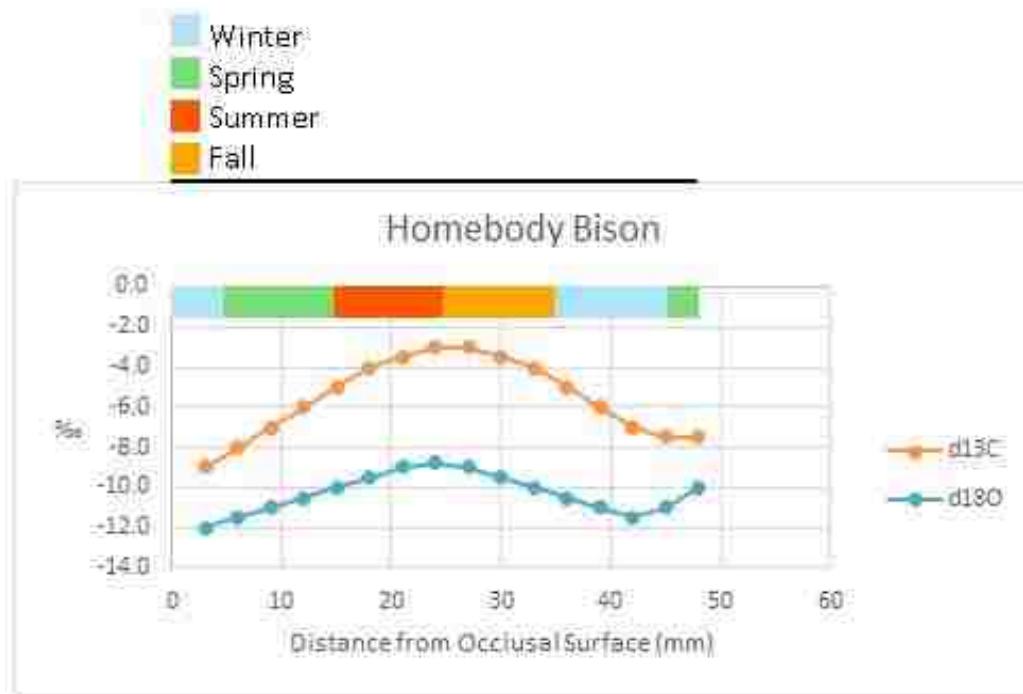 Winter
Spring
Summer
Fall
Homebody Bison
0.0
-2.0
-4.0
-6.0
-8.0
-10.0
-12.0
-14.0
‰
0 10 20 30 40 50 60
Distance from Occlusal Surface (mm)
d13C
d18O